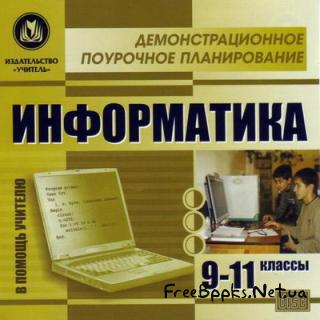 ДЕМОНСТРАЦИОННОЕ
ПОУРОЧНОЕ ПЛАНИРОВАНИЕ
ИЗДАТЕЛЬСТВО
«УЧИТЕЛЬ»
ИНФОРМАТИКА
В ПОМОЩЬ УЧИТЕЛЮ
9-11 КЛАССЫ
FreeBooks.Net.ua